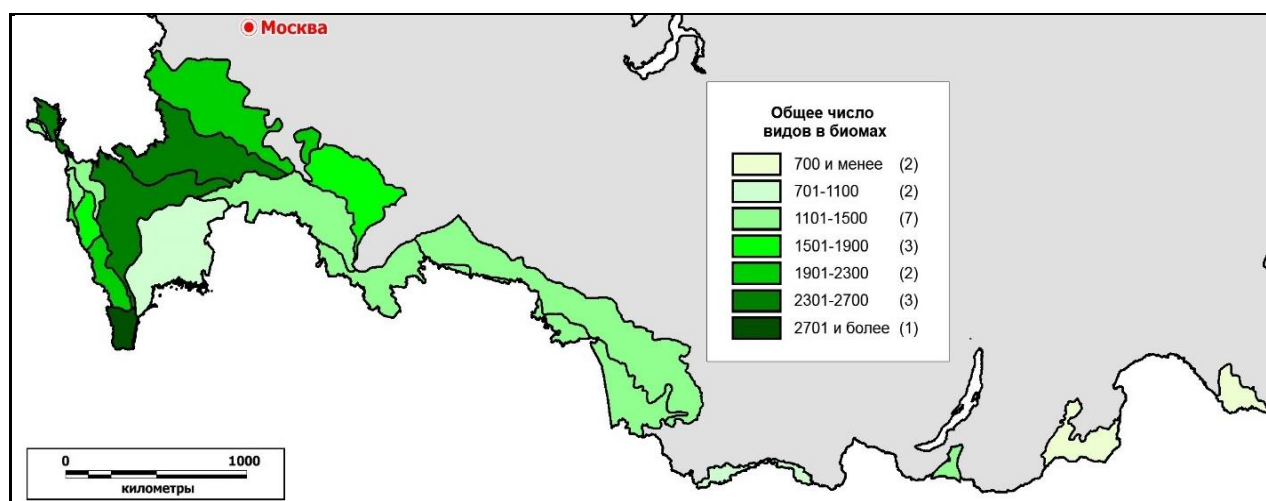 Москва
Общее число
видов в биомах
700 и менее (2)
701-1100 (2)
1101-1500 (7)
1501-1900 (3)
1901-2300 (2)
2301-2700 (3)
2701 и более (1)
0 1000
километры